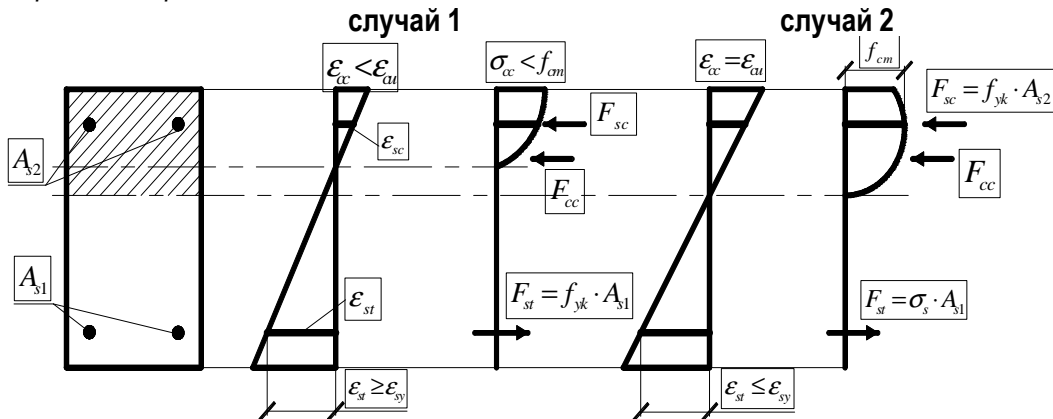 случай 1
случай 2
ε_cc < ε_cu
σ_cc < f_cm
ε_cc = ε_cu
f_cm
F_sc
F_sc = f_yk · A_s2
ε_sc
A_s2
F_cc
F_cc
A_s1
ε_st
F_st = f_yk · A_s1
F_st = σ_s · A_s1
ε_st ≥ ε_sy
ε_st ≤ ε_sy